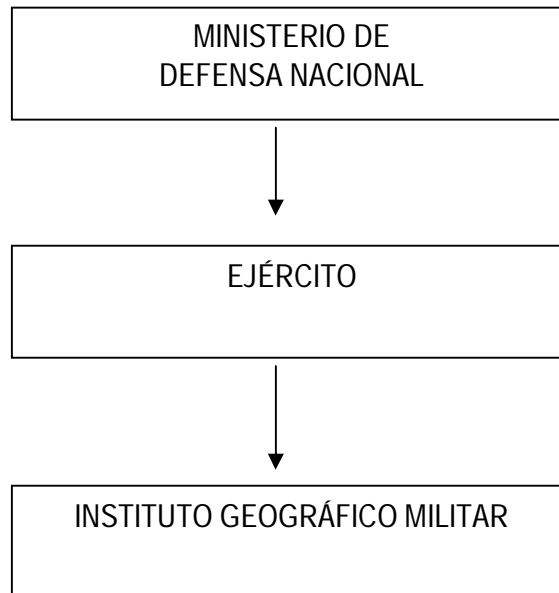 MINISTERIO DE
DEFENSA NACIONAL
EJÉRCITO
INSTITUTO GEOGRÁFICO MILITAR